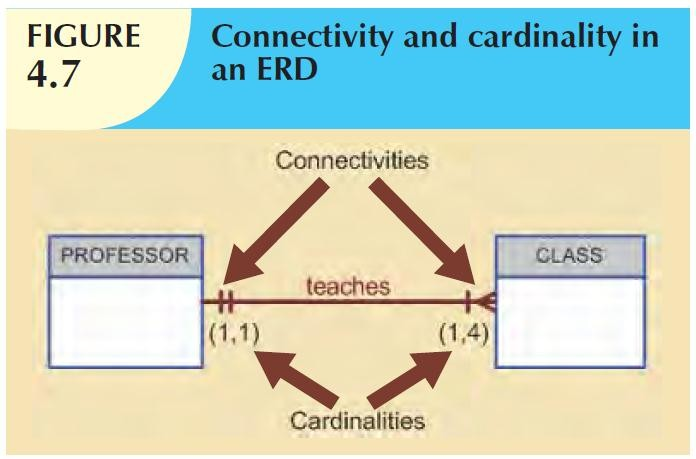 FIGURE
4.7
Connectivity and cardinality in
an ERD
Connectivities
PROFESSOR
CLASS
teaches
(1,1)
(1,4)
Cardinalities